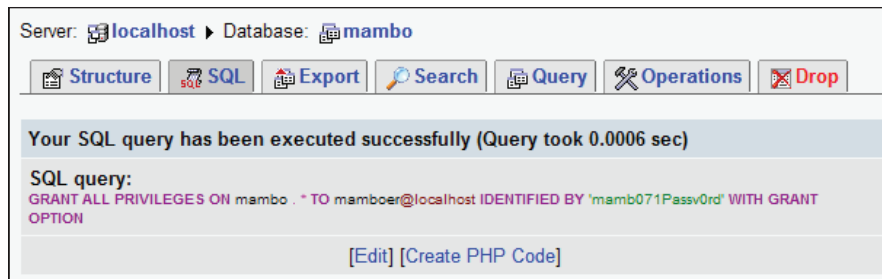 Server: localhost ▸ Database: mambo
Structure SQL Export Search Query Operations Drop
Your SQL query has been executed successfully (Query took 0.0006 sec)
SQL query:
GRANT ALL PRIVILEGES ON mambo . * TO mamboer@localhost IDENTIFIED BY 'mamb071Passv0rd' WITH GRANT
OPTION
[Edit] [Create PHP Code]